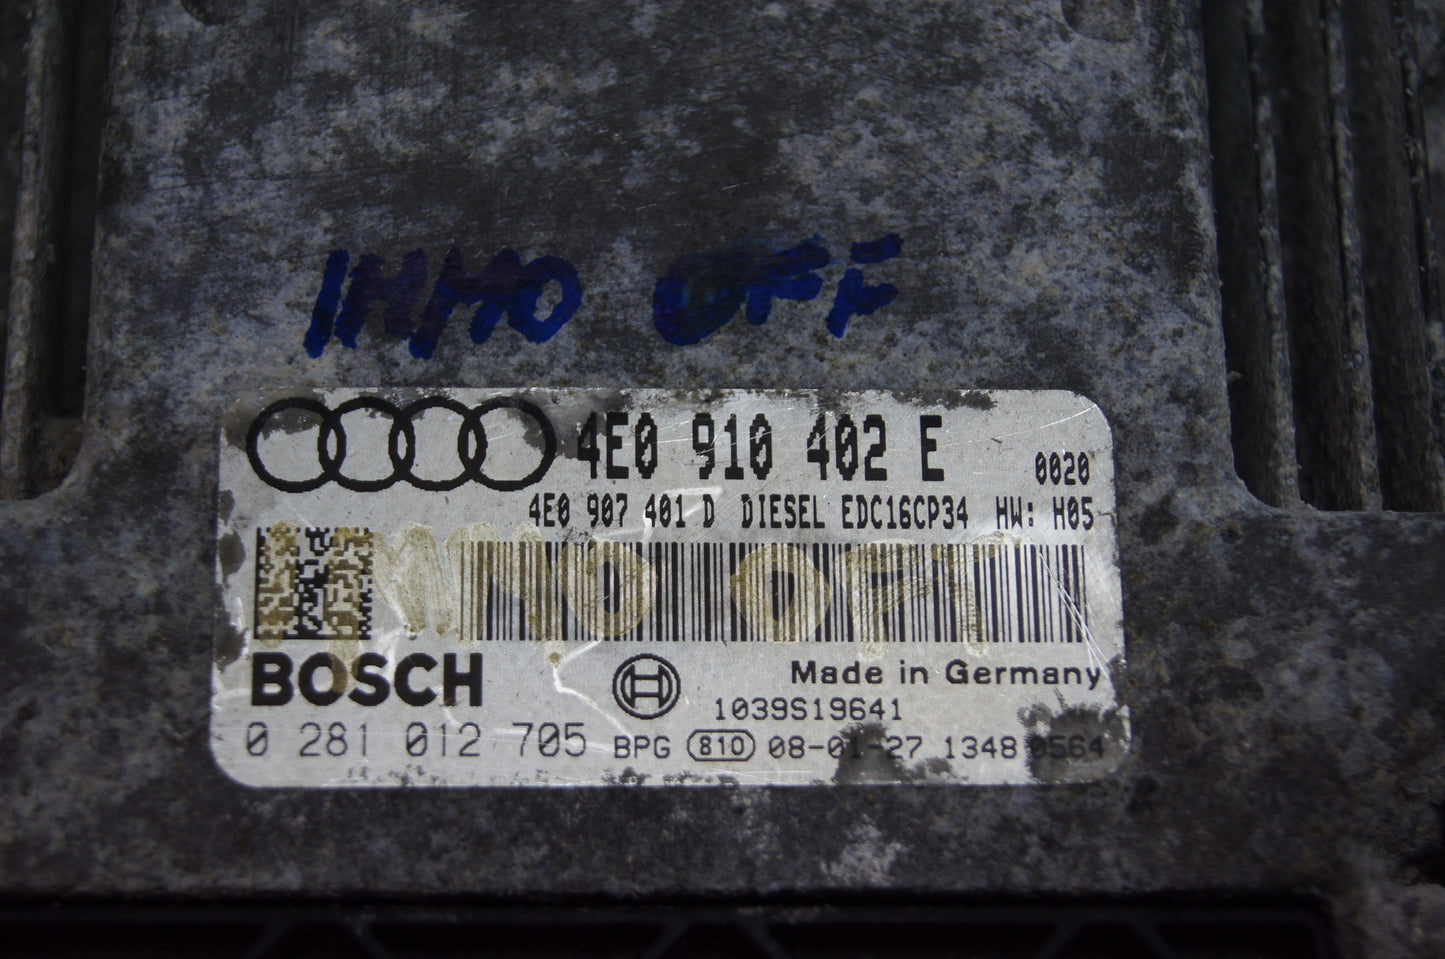 IMMO OFF
4E0 910 402 E
0020
4E0 907 401 D DIESEL EDC16CP34 HW: H05
IMMO OFF
BOSCH
Made in Germany
1039S19641
0 281 012 705 BPG 810 08-01-27 1348 0564